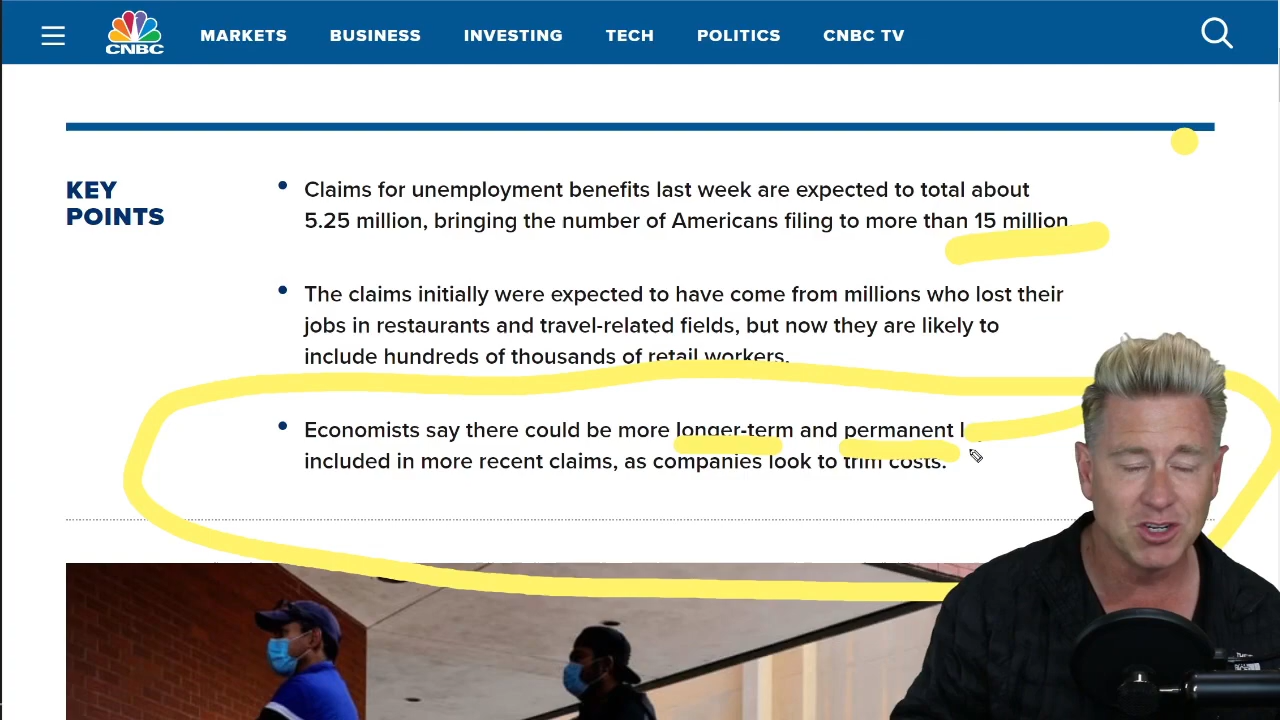 CNBC
MARKETS BUSINESS INVESTING TECH POLITICS CNBC TV
KEY
POINTS
Claims for unemployment benefits last week are expected to total about
5.25 million, bringing the number of Americans filing to more than 15 million
The claims initially were expected to have come from millions who lost their
jobs in restaurants and travel-related fields, but now they are likely to
include hundreds of thousands of retail workers.
Economists say there could be more longer-term and permanent
included in more recent claims, as companies look to trim costs.